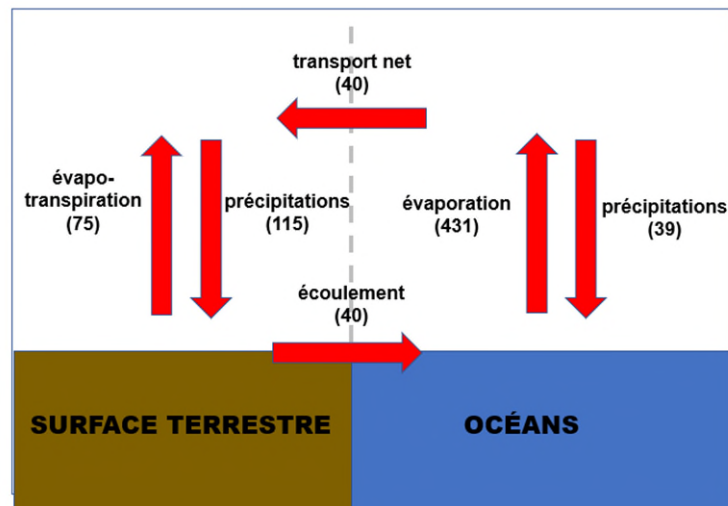 transport net
(40)
évapo-
transpiration
(75)
précipitations
(115)
évaporation
(431)
précipitations
(39)
écoulement
(40)
SURFACE TERRESTRE
OCÉANS